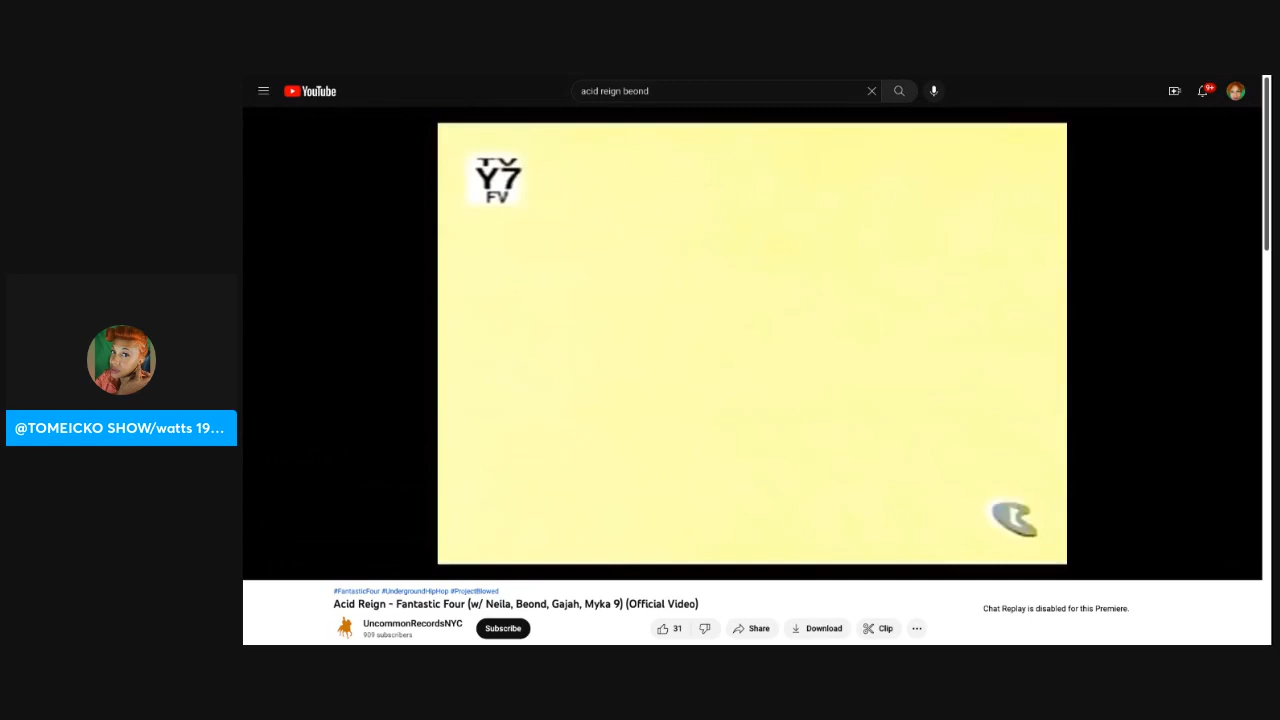 YouTube
acid reign beond
9+
TV
Y7
FV
@TOMEICKO SHOW/watts 19...
#FantasticFour #UndergroundHipHop #ProjectBlowed
Acid Reign - Fantastic Four (w/ Neila, Beond, Gajah, Myka 9) (Official Video)
Chat Replay is disabled for this Premiere.
UncommonRecordsNYC
909 subscribers
Subscribe
31
Share
Download
Clip